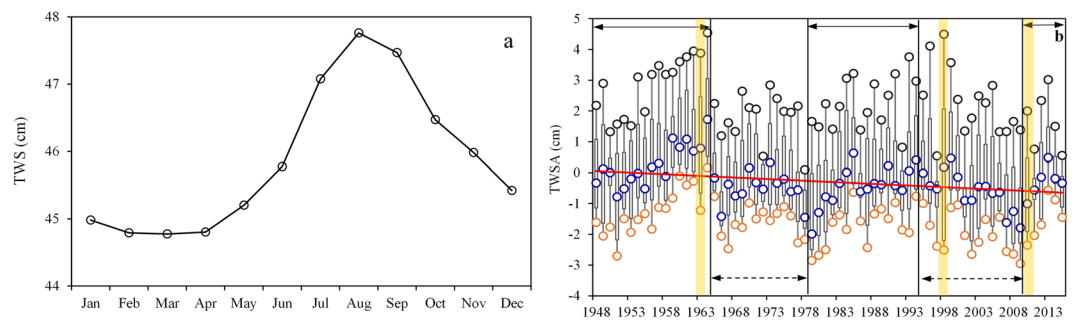 a
TWS (cm)
48
47
46
45
44
Jan Feb Mar Apr May Jun Jul Aug Sep Oct Nov Dec
b
TWSA (cm)
5
4
3
2
1
0
-1
-2
-3
-4
1948 1953 1958 1963 1968 1973 1978 1983 1988 1993 1998 2003 2008 2013